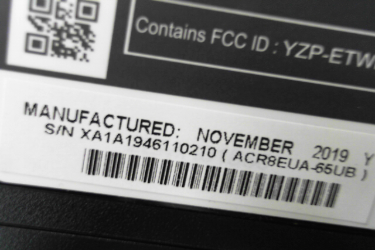 Contains FCC ID : YZP-ETW
MANUFACTURED: NOVEMBER 2019 Y
S/N XA1A1946110210 ( ACR8EUA-65UB )